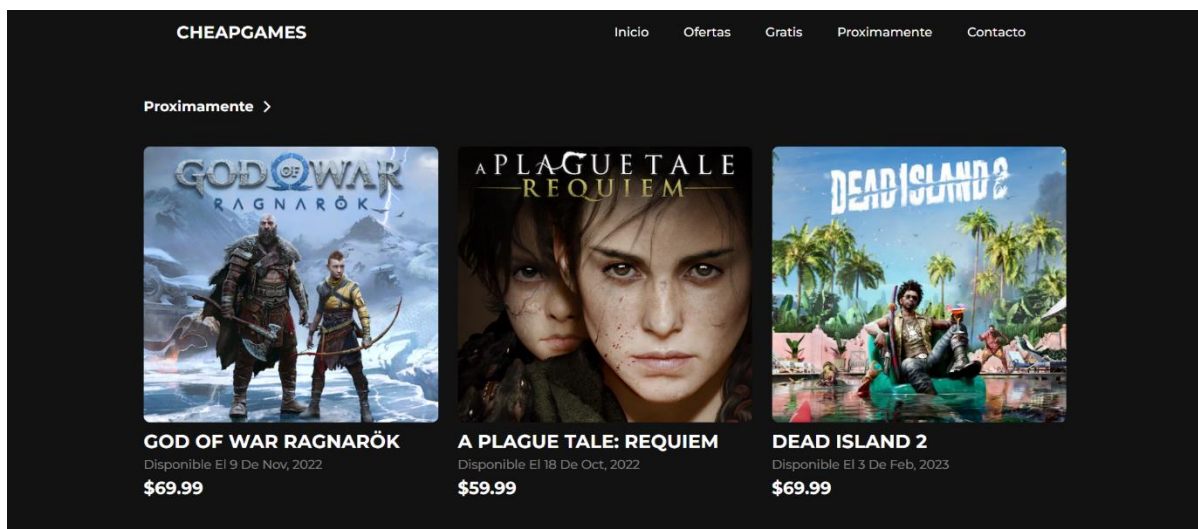 CHEAPGAMES
Inicio Ofertas Gratis Proximamente Contacto
Proximamente >
GOD OF WAR
RAGNARÖK
A PLAGUE TALE
REQUIEM
DEAD ISLAND 2
GOD OF WAR RAGNARÖK
Disponible El 9 De Nov, 2022
$69.99
A PLAGUE TALE: REQUIEM
Disponible El 18 De Oct, 2022
$59.99
DEAD ISLAND 2
Disponible El 3 De Feb, 2023
$69.99